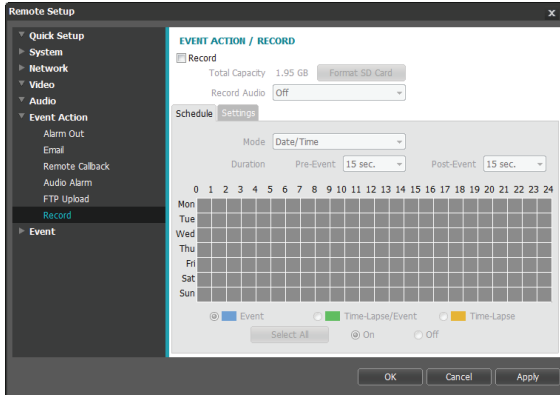 Remote Setup x
Quick Setup
System
Network
Video
Audio
Event Action
Alarm Out
Email
Remote Callback
Audio Alarm
FTP Upload
Record
Event
EVENT ACTION / RECORD
Record
Total Capacity 1.95 GB Format SD Card
Record Audio Off
Schedule Settings
Mode Date/Time
Duration Pre-Event 15 sec. Post-Event 15 sec.
0 1 2 3 4 5 6 7 8 9 10 11 12 13 14 15 16 17 18 19 20 21 22 23 24
Mon
Tue
Wed
Thu
Fri
Sat
Sun
Event Time-Lapse/Event Time-Lapse
Select All On Off
OK Cancel Apply